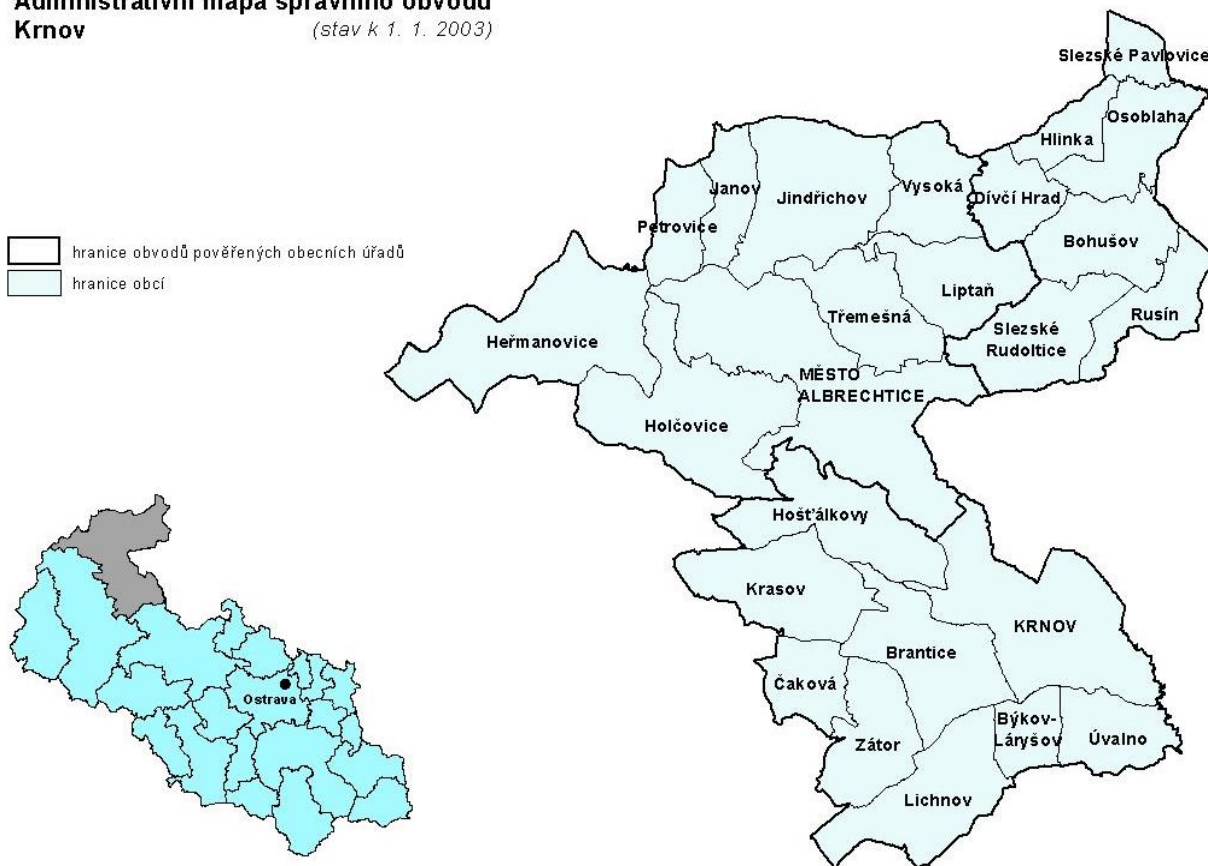 Administrativní mapa správního obvodu
Krnov (stav k 1. 1. 2003)
hranice obvodů pověřených obecních úřadů
hranice obcí
Slezské Pavlovice
Osoblaha
Hlinka
Janov
Jindřichov
Vysoká
Dívčí Hrad
Petrovice
Bohušov
Liptaň
Třemešná
Rusín
Slezské
Rudoltice
Heřmanovice
MĚSTO
ALBRECHTICE
Holčovice
Hošťálkovy
Krasov
KRNOV
Brantice
Čaková
Býkov-
Láryšov
Úvalno
Zátor
Lichnov
Ostrava